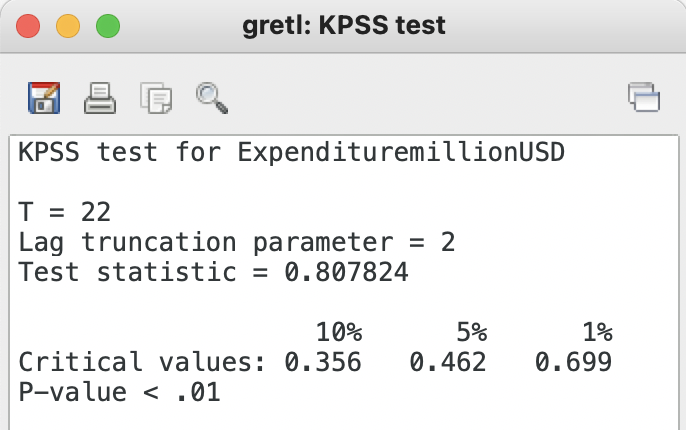 gretl: KPSS test
KPSS test for ExpendituremillionUSD
T = 22
Lag truncation parameter = 2
Test statistic = 0.807824
10% 5% 1%
Critical values: 0.356 0.462 0.699
P-value < .01